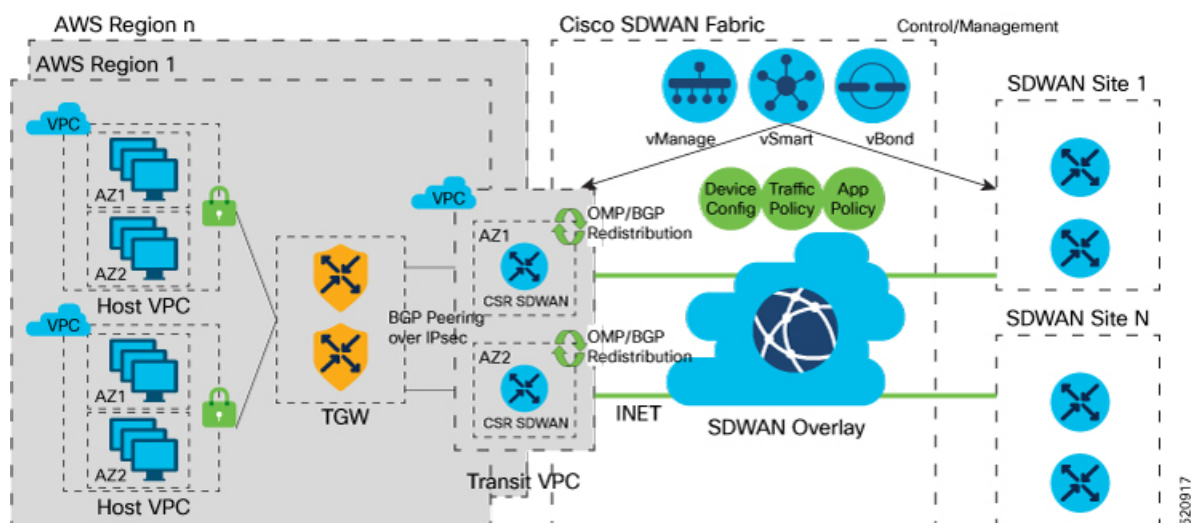 AWS Region n
AWS Region 1
VPC
AZ1
AZ2
Host VPC
VPC
AZ1
AZ2
Host VPC
TGW
BGP Peering
over IPsec
VPC
AZ1
CSR SDWAN
AZ2
CSR SDWAN
Transit VPC
OMP/BGP
Redistribution
OMP/BGP
Redistribution
INET
Cisco SDWAN Fabric
Control/Management
vManage
vSmart
vBond
Device
Config
Traffic
Policy
App
Policy
SDWAN Overlay
SDWAN Site 1
SDWAN Site N
520917